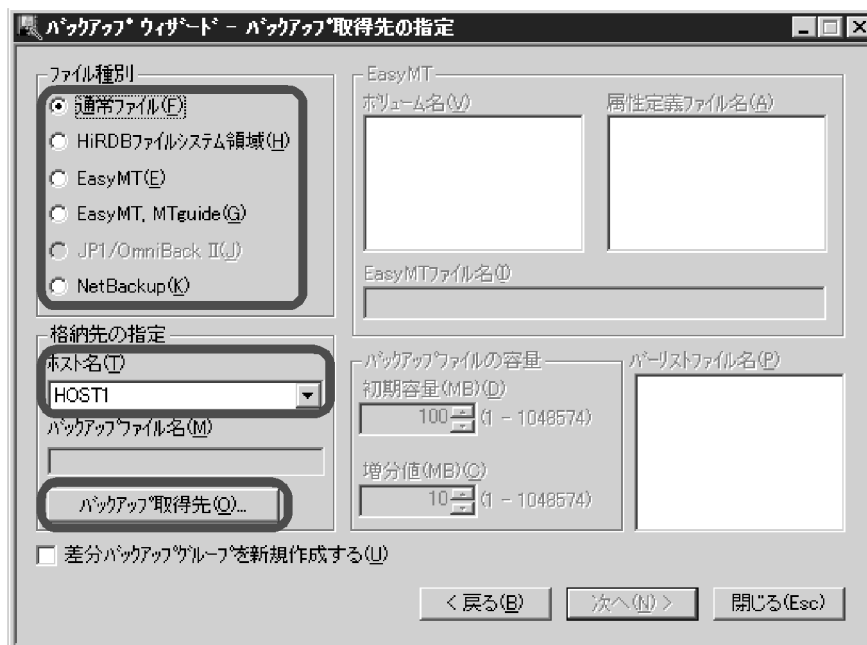 バックアップ ウィザード - バックアップ取得先の指定
ファイル種別
通常ファイル(F)
HiRDBファイルシステム領域(H)
EasyMT(E)
EasyMT, MTguide(G)
JP1/OmniBack II(J)
NetBackup(K)
EasyMT
ボリューム名(V)
属性定義ファイル名(A)
EasyMTファイル名(I)
格納先の指定
ホスト名(T)
HOST1
バックアップファイル名(M)
バックアップ取得先(O)...
バックアップファイルの容量
初期容量(MB)(D)
100 (1 - 1048574)
増分値(MB)(C)
10 (1 - 1048574)
バーリストファイル名(P)
差分バックアップグループを新規作成する(U)
< 戻る(B)
次へ(N) >
閉じる(Esc)